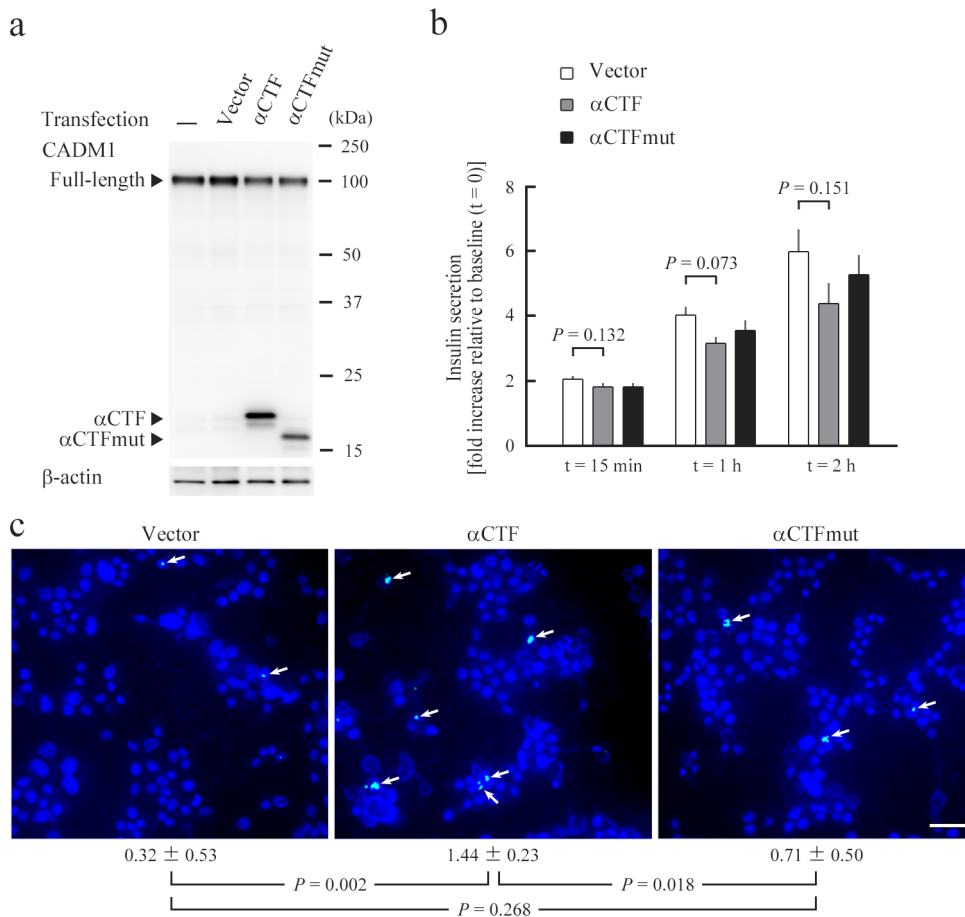 a
Transfection
—
Vector
αCTF
αCTFmut
(kDa)
CADM1
Full-length
250
100
50
37
25
15
αCTF
αCTFmut
β-actin
b
Vector
αCTF
αCTFmut
Insulin secretion
[fold increase relative to baseline (t = 0)]
8
6
4
2
0
P = 0.132
P = 0.073
P = 0.151
t = 15 min
t = 1 h
t = 2 h
c
Vector
αCTF
αCTFmut
0.32 ± 0.53
1.44 ± 0.23
0.71 ± 0.50
P = 0.002
P = 0.018
P = 0.268